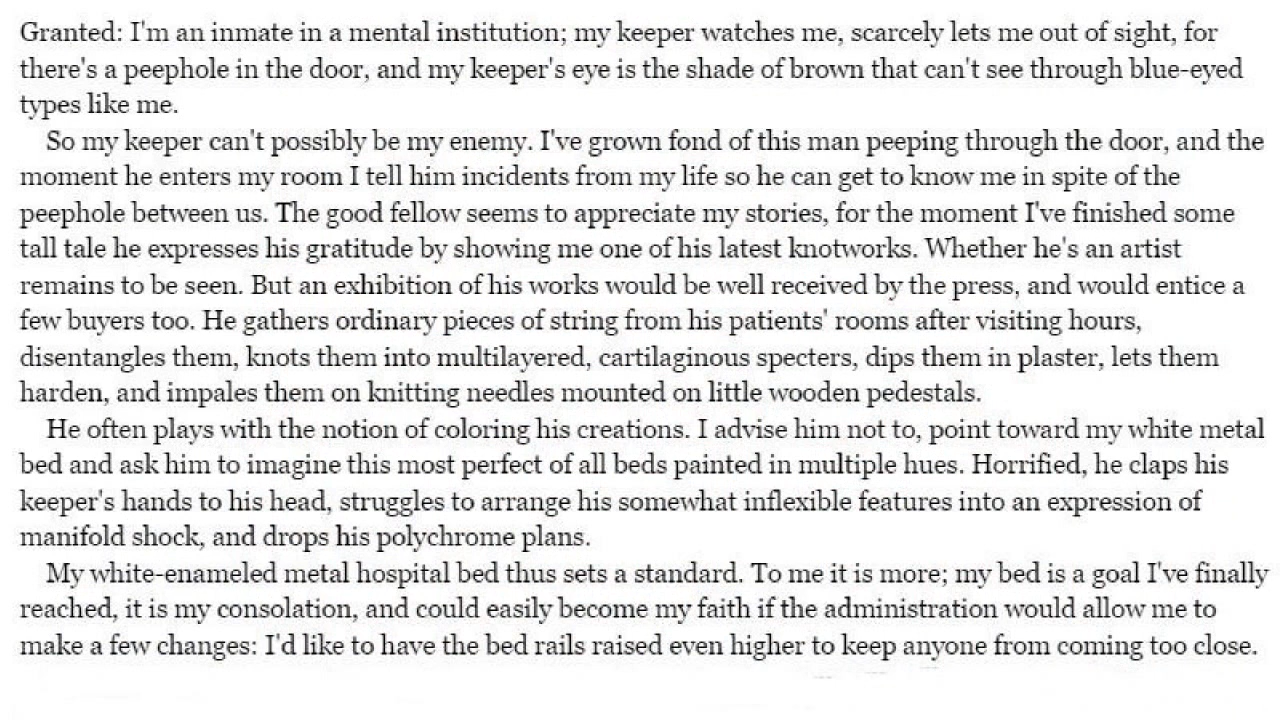 Granted: I'm an inmate in a mental institution; my keeper watches me, scarcely lets me out of sight, for
there's a peephole in the door, and my keeper's eye is the shade of brown that can't see through blue-eyed
types like me.
So my keeper can't possibly be my enemy. I've grown fond of this man peeping through the door, and the
moment he enters my room I tell him incidents from my life so he can get to know me in spite of the
peephole between us. The good fellow seems to appreciate my stories, for the moment I've finished some
tall tale he expresses his gratitude by showing me one of his latest knotworks. Whether he's an artist
remains to be seen. But an exhibition of his works would be well received by the press, and would entice a
few buyers too. He gathers ordinary pieces of string from his patients' rooms after visiting hours,
disentangles them, knots them into multilayered, cartilaginous specters, dips them in plaster, lets them
harden, and impales them on knitting needles mounted on little wooden pedestals.
He often plays with the notion of coloring his creations. I advise him not to, point toward my white metal
bed and ask him to imagine this most perfect of all beds painted in multiple hues. Horrified, he claps his
keeper's hands to his head, struggles to arrange his somewhat inflexible features into an expression of
manifold shock, and drops his polychrome plans.
My white-enameled metal hospital bed thus sets a standard. To me it is more; my bed is a goal I've finally
reached, it is my consolation, and could easily become my faith if the administration would allow me to
make a few changes: I'd like to have the bed rails raised even higher to keep anyone from coming too close.